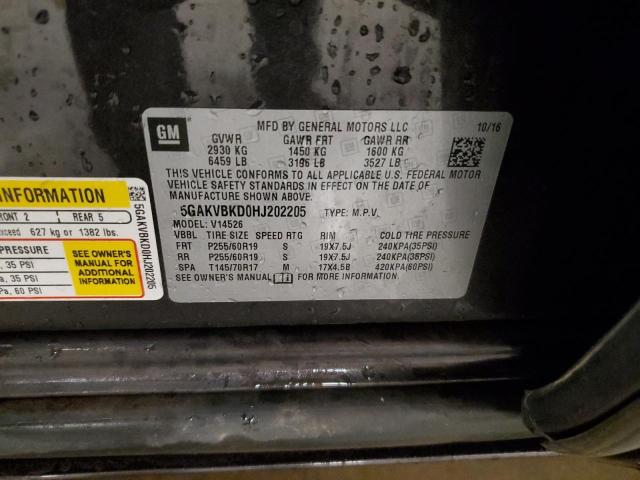 GM
MFD BY GENERAL MOTORS LLC 10/16
GVWR GAWR FRT GAWR RR
2930 KG 1450 KG 1600 KG
6459 LB 3196 LB 3527 LB
THIS VEHICLE CONFORMS TO ALL APPLICABLE U.S. FEDERAL MOTOR
VEHICLE SAFETY STANDARDS IN EFFECT ON THE DATE OF
MANUFACTURE SHOWN ABOVE.
5GAKVBKD0HJ202205 TYPE: M.P.V.
MODEL: V14526
VBBL TIRE SIZE SPEED RTG RIM COLD TIRE PRESSURE
FRT P255/60R19 S 19X7.5J 240KPA(35PSI)
RR P255/60R19 S 19X7.5J 240KPA(35PSI)
SPA T145/70R17 M 17X4.5B 420KPA(60PSI)
SEE OWNER'S MANUAL FOR MORE INFORMATION.
INFORMATION
FRONT 2 REAR 5
exceed 627 kg or 1382 lbs.
PRESSURE
, 35 PSI
a, 35 PSI
Pa, 60 PSI
SEE OWNER'S
MANUAL FOR
ADDITIONAL
INFORMATION
5GAKVBKD0HJ202205